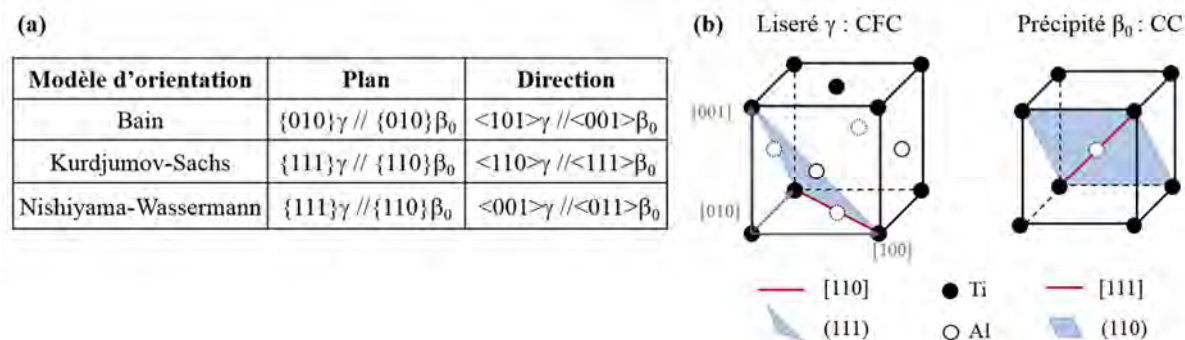 (a)
Modèle d'orientation Plan Direction
Bain {010}γ // {010}β₀ <101>γ //<001>β₀
Kurdjumov-Sachs {111}γ // {110}β₀ <110>γ //<111>β₀
Nishiyama-Wassermann {111}γ //{110}β₀ <001>γ //<011>β₀
(b) Liseré γ : CFC Précipité β₀ : CC
[001]
[010]
[100]
[110] Ti [111]
(111) Al (110)